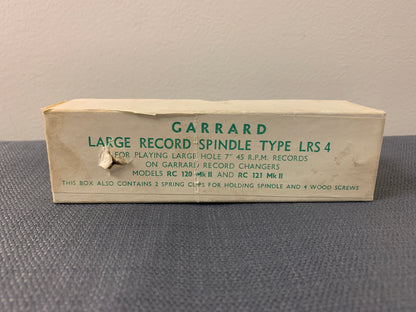 GARRARD
LARGE RECORD SPINDLE TYPE LRS 4
FOR PLAYING LARGE HOLE 7" 45 R.P.M. RECORDS
ON GARRARD RECORD CHANGERS
MODELS RC 120 Mk II AND RC 121 Mk II
THIS BOX ALSO CONTAINS 2 SPRING CLIPS FOR HOLDING SPINDLE AND 4 WOOD SCREWS